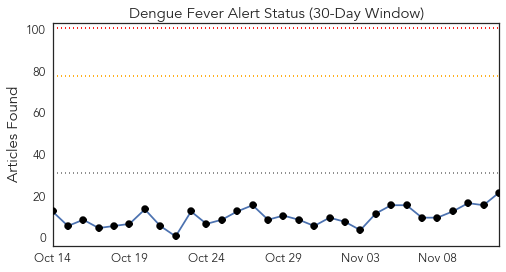 Dengue Fever Alert Status (30-Day Window)
Articles Found
100
80
60
40
20
0
Oct 14 Oct 19 Oct 24 Oct 29 Nov 03 Nov 08